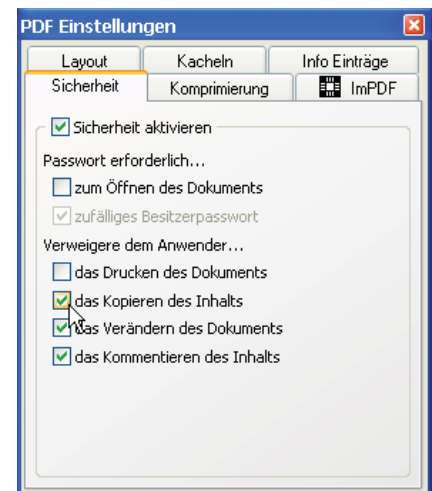 PDF Einstellungen
Layout Kacheln Info Einträge
Sicherheit Komprimierung ImPDF
Sicherheit aktivieren
Passwort erforderlich...
zum Öffnen des Dokuments
zufälliges Besitzerpasswort
Verweigere dem Anwender...
das Drucken des Dokuments
das Kopieren des Inhalts
das Verändern des Dokuments
das Kommentieren des Inhalts